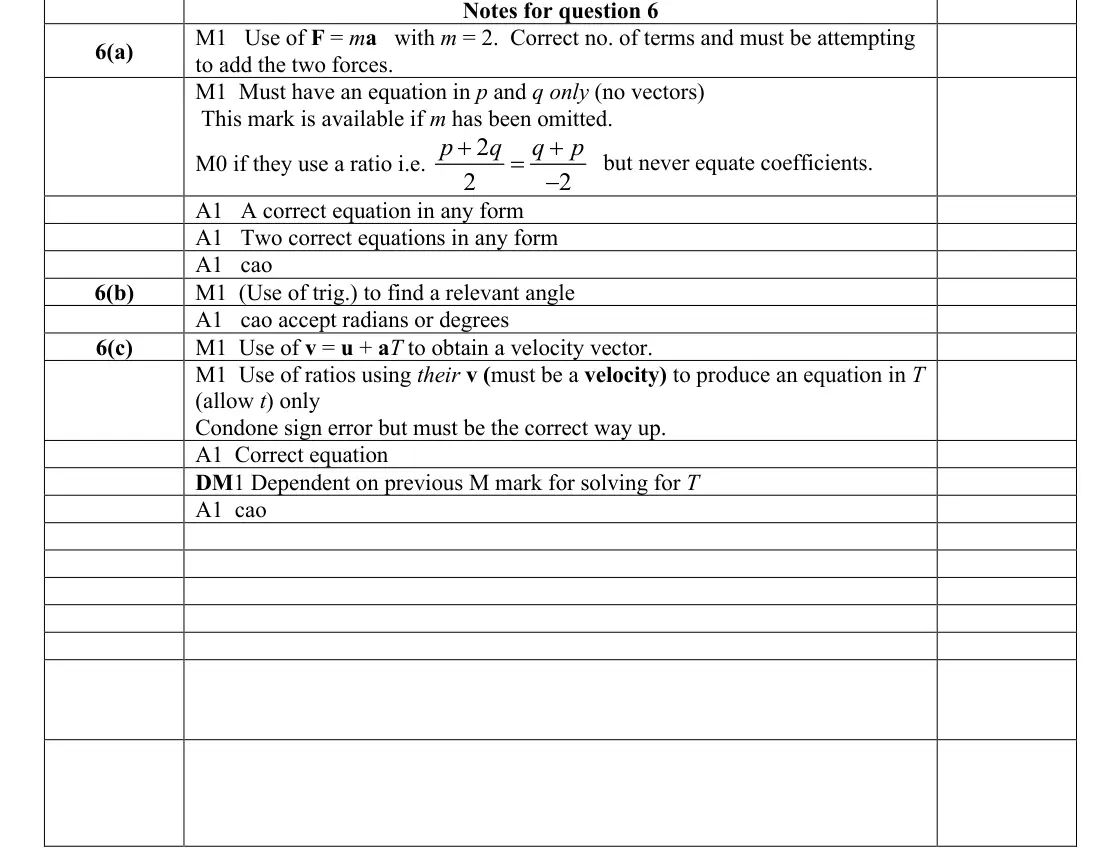 Notes for question 6
6(a)
M1 Use of F = ma with m = 2. Correct no. of terms and must be attempting
to add the two forces.
M1 Must have an equation in p and q only (no vectors)
This mark is available if m has been omitted.
M0 if they use a ratio i.e. (p + 2q)/2 = (q + p)/−2 but never equate coefficients.
A1 A correct equation in any form
A1 Two correct equations in any form
A1 cao
6(b)
M1 (Use of trig.) to find a relevant angle
A1 cao accept radians or degrees
6(c)
M1 Use of v = u + aT to obtain a velocity vector.
M1 Use of ratios using their v (must be a velocity) to produce an equation in T
(allow t) only
Condone sign error but must be the correct way up.
A1 Correct equation
DM1 Dependent on previous M mark for solving for T
A1 cao